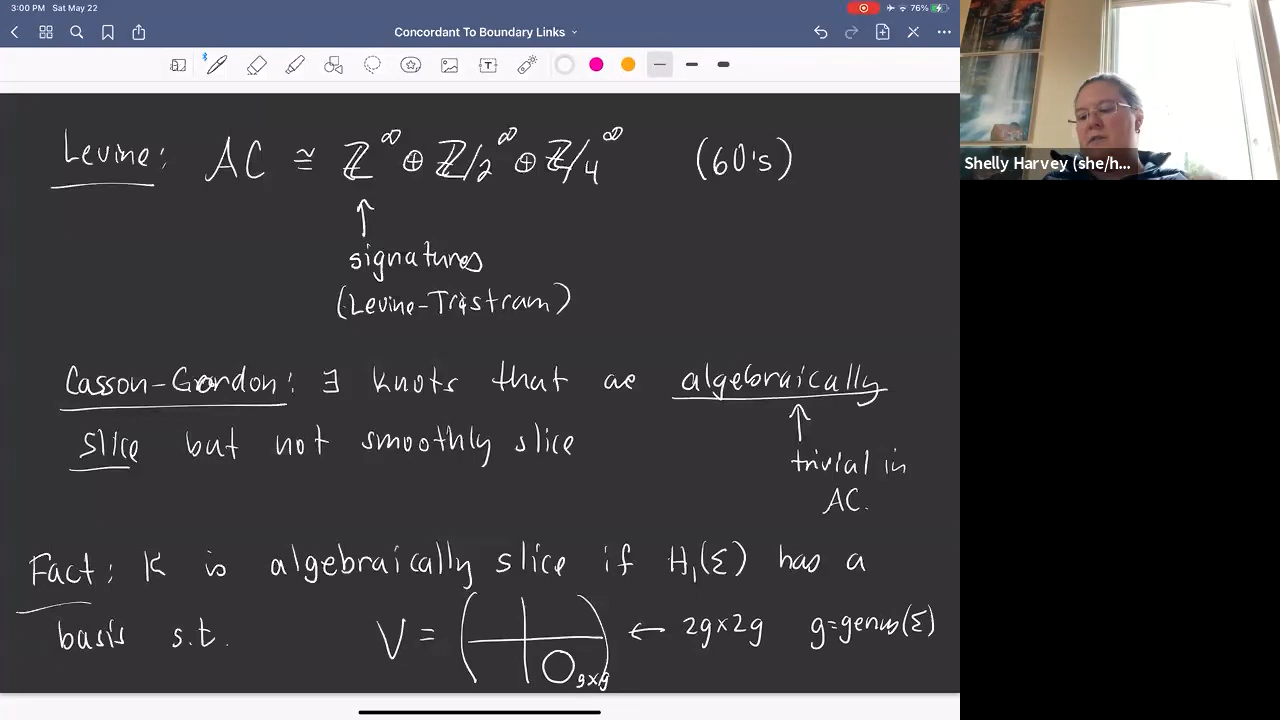 3:00 PM Sat May 22
76%
Concordant To Boundary Links
Levine: AC ≅ ℤ^∞ ⊕ ℤ/2^∞ ⊕ ℤ/4^∞ (60's)
↑
signatures
(Levine-Tristram)
Casson-Gordon: ∃ knots that ae algebraically
slice but not smoothly slice
↑
trivial in
AC.
Fact: K is algebraically slice if H₁(Σ) has a
basis s.t. V = ( O g×g ) ← 2g×2g g=genus(Σ)
Shelly Harvey (she/h...